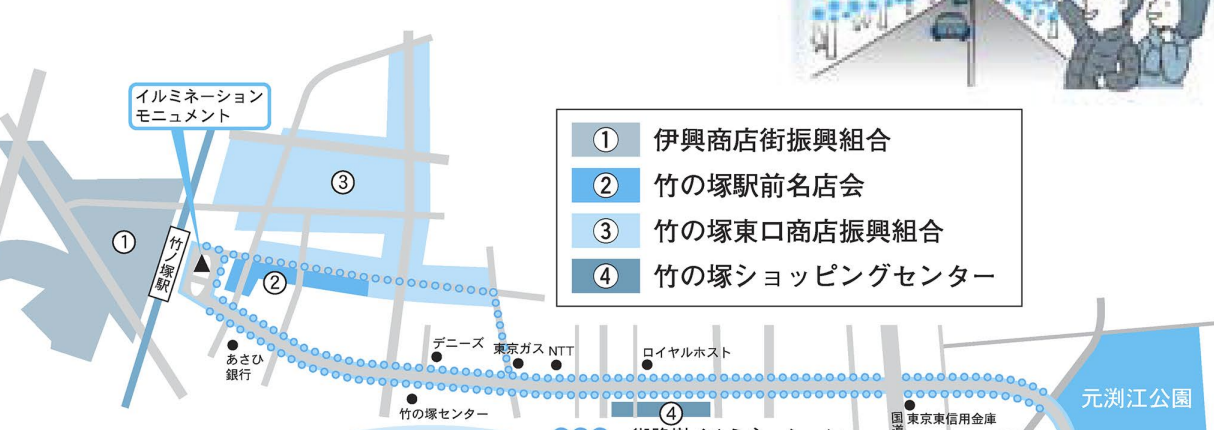 イルミネーション
モニュメント
① 伊興商店街振興組合
② 竹の塚駅前名店会
③ 竹の塚東口商店振興組合
④ 竹の塚ショッピングセンター
③
①
竹ノ塚駅
②
あさひ
銀行
デニーズ
東京ガス
NTT
ロイヤルホスト
竹の塚センター
④
国道
東京東信用金庫
元渕江公園